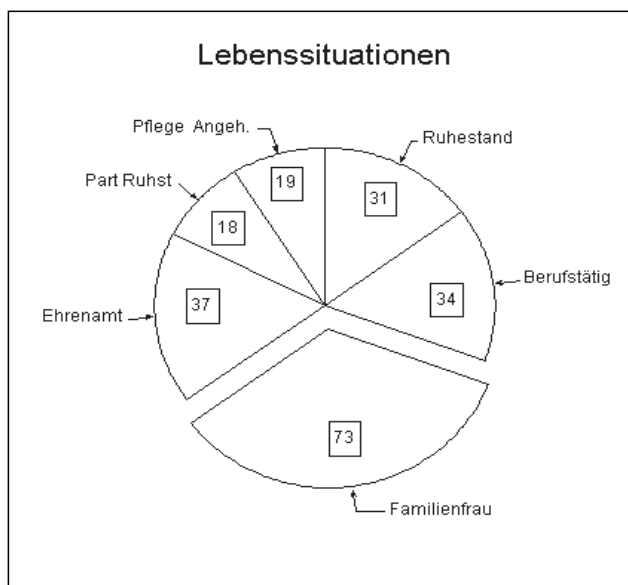 Lebenssituationen
Pflege Angeh.
Ruhestand
19
31
Part Ruhst
18
Berufstätig
34
Ehrenamt
37
73
Familienfrau